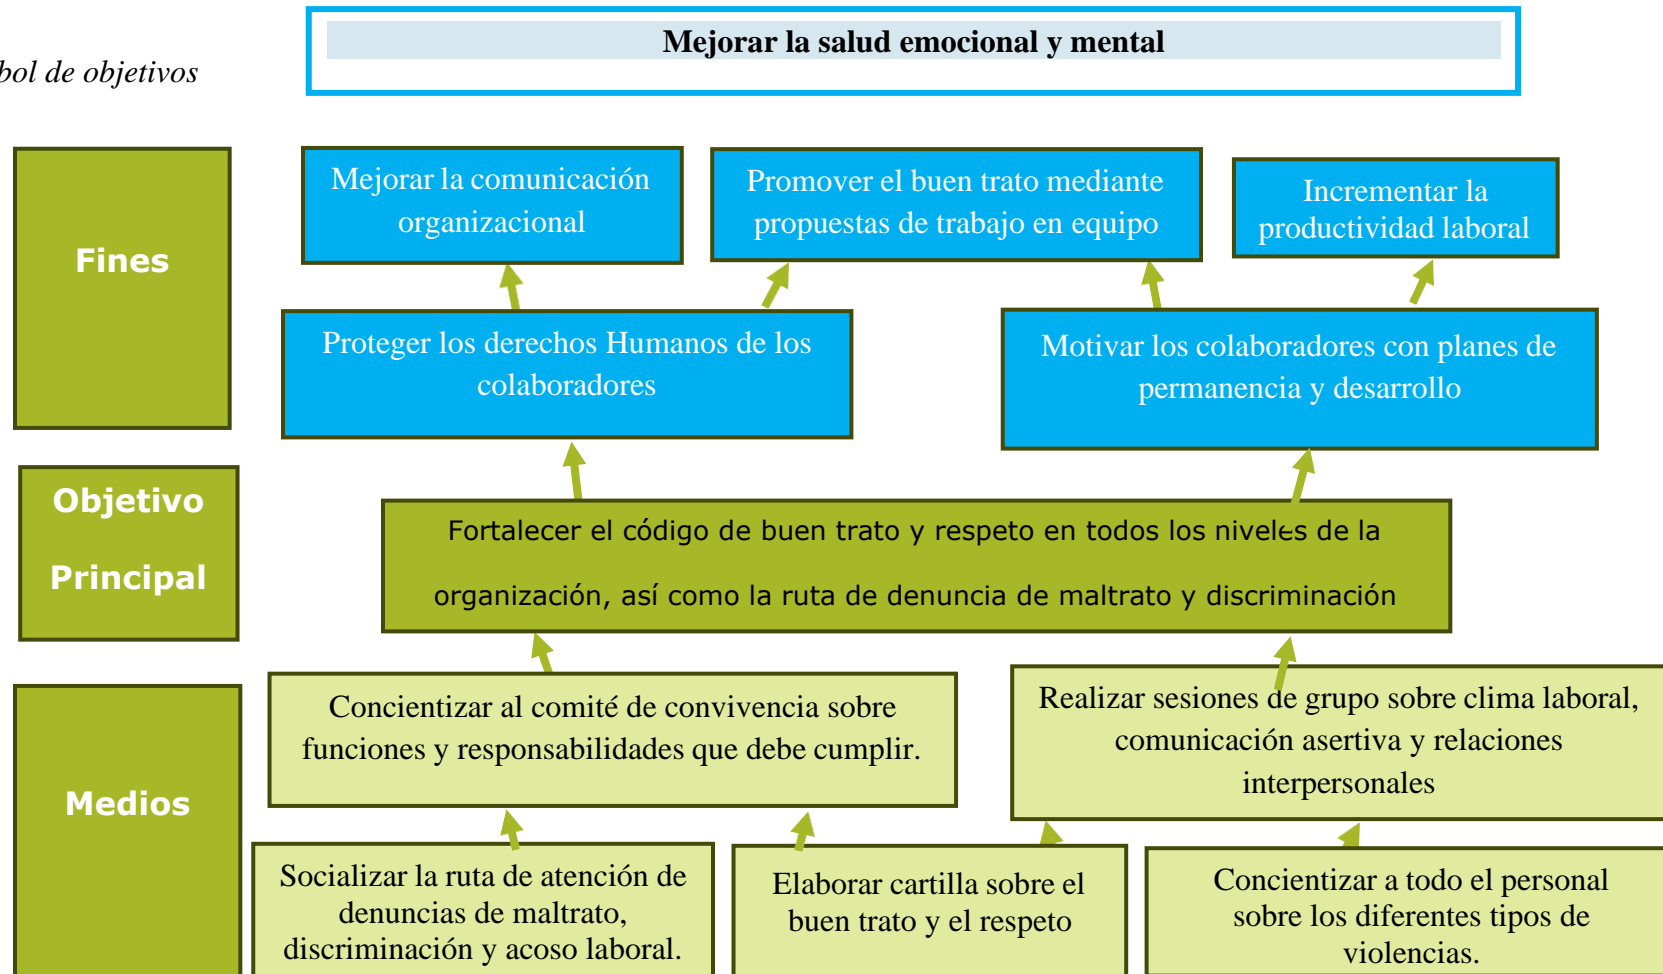 Mejorar la salud emocional y mental
bol de objetivos
Fines
Mejorar la comunicación
organizacional
Promover el buen trato mediante
propuestas de trabajo en equipo
Incrementar la
productividad laboral
Proteger los derechos Humanos de los
colaboradores
Motivar los colaboradores con planes de
permanencia y desarrollo
Objetivo
Principal
Fortalecer el código de buen trato y respeto en todos los niveles de la
organización, así como la ruta de denuncia de maltrato y discriminación
Medios
Concientizar al comité de convivencia sobre
funciones y responsabilidades que debe cumplir.
Realizar sesiones de grupo sobre clima laboral,
comunicación asertiva y relaciones
interpersonales
Socializar la ruta de atención de
denuncias de maltrato,
discriminación y acoso laboral.
Elaborar cartilla sobre el
buen trato y el respeto
Concientizar a todo el personal
sobre los diferentes tipos de
violencias.